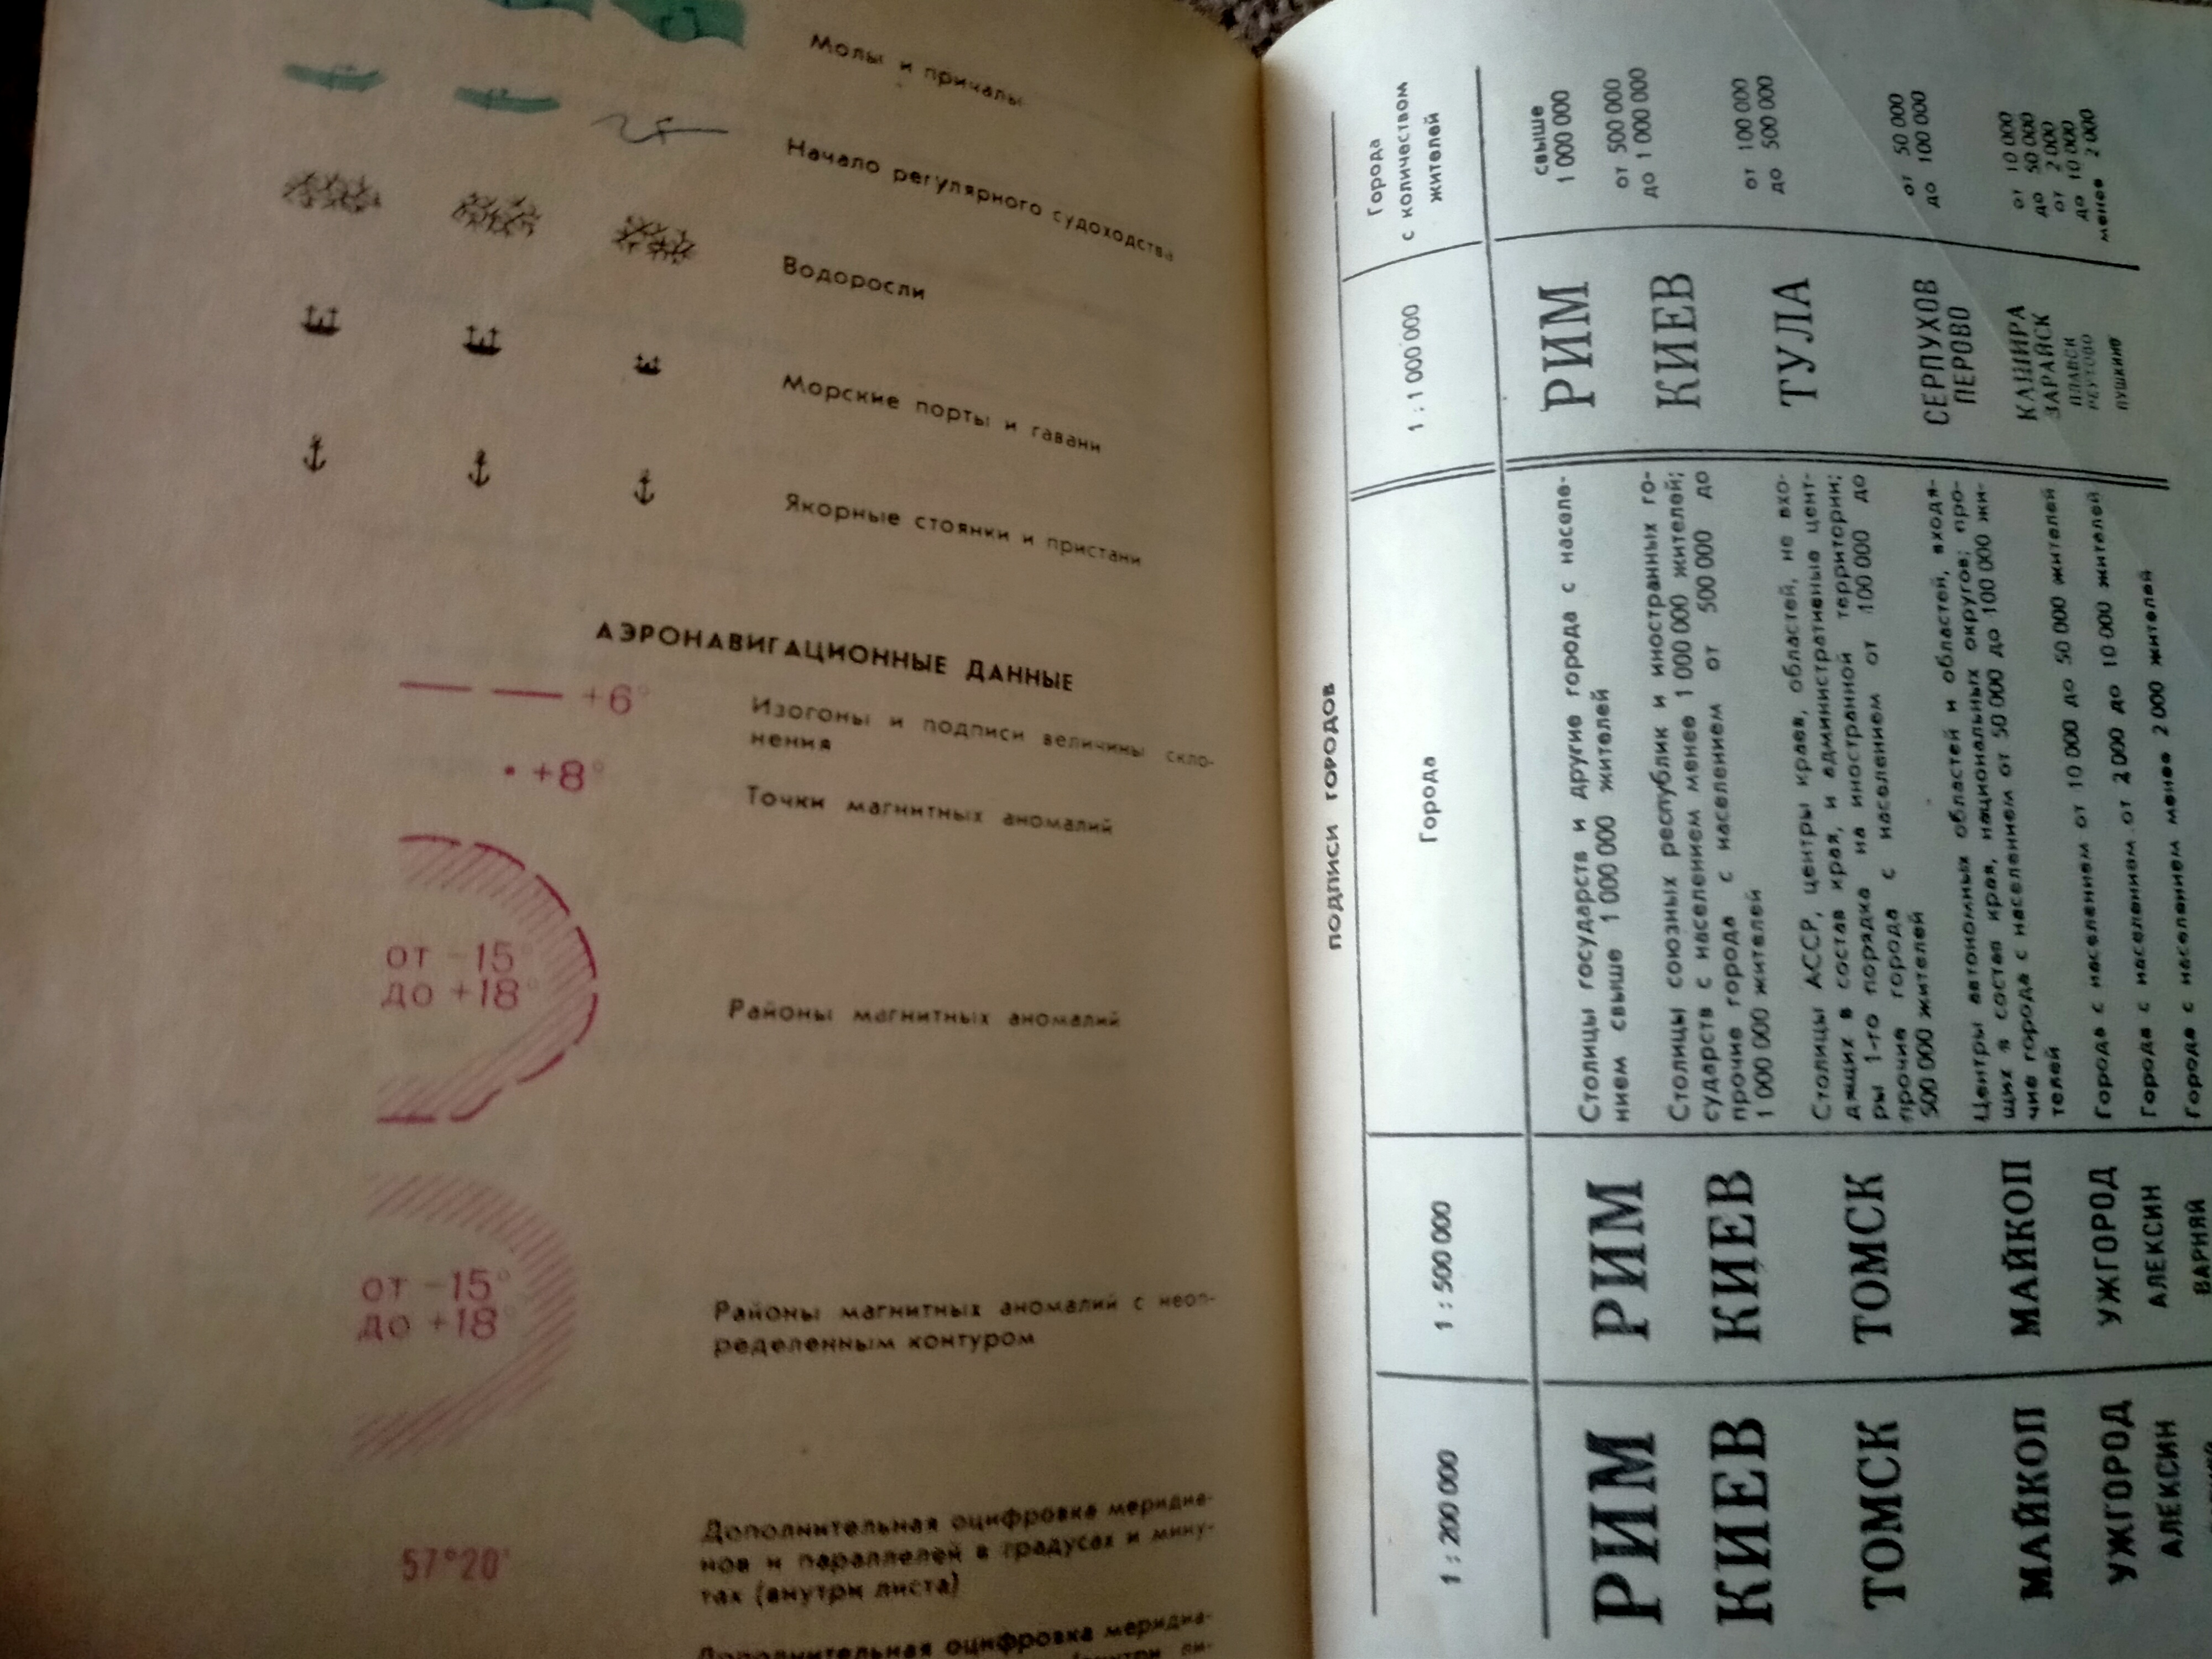 Молы и причалы
Начало регулярного судоходства
Водоросли
Морские порты и гавани
Якорные стоянки и пристани
АЭРОНАВИГАЦИОННЫЕ ДАННЫЕ
+6°
Изогоны и подписи величины скло-
нения
+8°
Точки магнитных аномалий
от -15°
до +18°
Районы магнитных аномалий
от -15°
до +18°
Районы магнитных аномалий с неоп-
ределенным контуром
57°20'
Дополнительная оцифровка меридиа-
нов и параллелей в градусах и мину-
тах (внутри листа)
Дополнительная оцифровка меридиа-
ПОДПИСИ ГОРОДОВ
1 : 200 000
1 : 500 000
Города
1 : 1 000 000
Города
с количеством
жителей
РИМ
РИМ
Столицы государств и другие города с населе-
нием свыше 1 000 000 жителей
РИМ
свыше
1 000 000
КИЕВ
КИЕВ
Столицы союзных республик и иностранных го-
сударств с населением менее 1 000 000 жителей;
прочие города с населением от 500 000 до
1 000 000 жителей
КИЕВ
от 500 000
до 1 000 000
ТОМСК
ТОМСК
Столицы АССР, центры краев, областей, не вхо-
дящих в состав края, и административные цент-
ры 1-го порядка на иностранной территории;
прочие города с населением от 100 000 до
500 000 жителей
ТУЛА
от 100 000
до 500 000
МАЙКОП
МАЙКОП
Центры автономных областей и областей, входя-
щих в состав края, национальных округов; про-
чие города с населением от 50 000 до 100 000 жи-
телей
СЕРПУХОВ
ПЕРОВО
от 50 000
до 100 000
УЖГОРОД
УЖГОРОД
Города с населением от 10 000 до 50 000 жителей
КАШИРА
ЗАРАЙСК
от 10 000
до 50 000
АЛЕКСИН
АЛЕКСИН
Города с населением от 2 000 до 10 000 жителей
ПЛАВСК
РЕУТОВО
от 2 000
до 10 000
ВАРНЯЙ
Города с населением менее 2 000 жителей
ПУШКИНО
менее 2 000